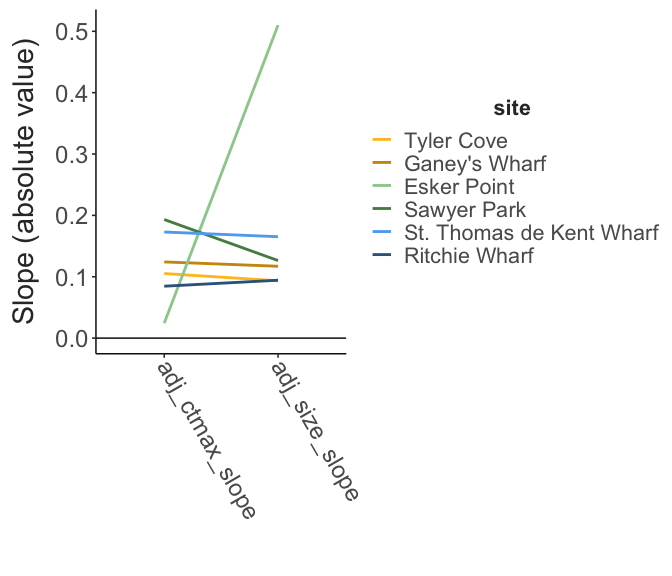 Slope (absolute value)
0.5
0.4
0.3
0.2
0.1
0.0
adj_ctmax_slope
adj_size_slope
site
Tyler Cove
Ganey's Wharf
Esker Point
Sawyer Park
St. Thomas de Kent Wharf
Ritchie Wharf